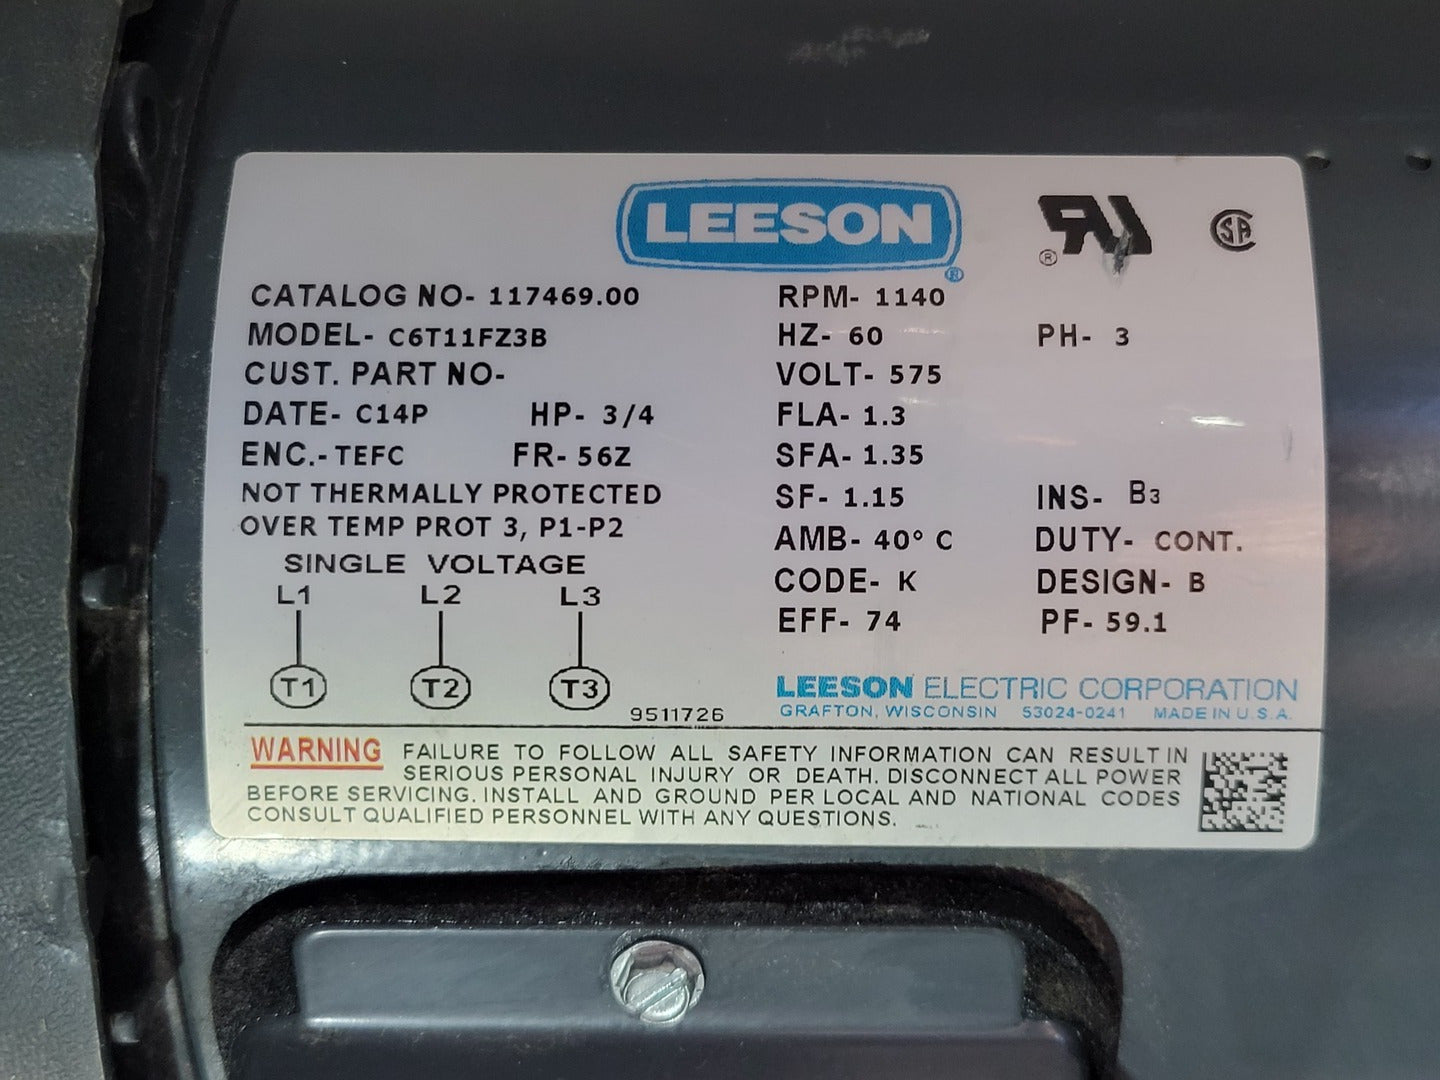 LEESON
®
®
CATALOG NO- 117469.00
MODEL- C6T11FZ3B
CUST. PART NO-
DATE- C14P HP- 3/4
ENC.- TEFC FR- 56Z
NOT THERMALLY PROTECTED
OVER TEMP PROT 3, P1-P2
SINGLE VOLTAGE
L1 L2 L3
T1 T2 T3
9511726
RPM- 1140
HZ- 60 PH- 3
VOLT- 575
FLA- 1.3
SFA- 1.35
SF- 1.15 INS- B3
AMB- 40° C DUTY- CONT.
CODE- K DESIGN- B
EFF- 74 PF- 59.1
LEESON ELECTRIC CORPORATION
GRAFTON, WISCONSIN 53024-0241 MADE IN U.S.A.
WARNING FAILURE TO FOLLOW ALL SAFETY INFORMATION CAN RESULT IN
SERIOUS PERSONAL INJURY OR DEATH. DISCONNECT ALL POWER
BEFORE SERVICING. INSTALL AND GROUND PER LOCAL AND NATIONAL CODES
CONSULT QUALIFIED PERSONNEL WITH ANY QUESTIONS.